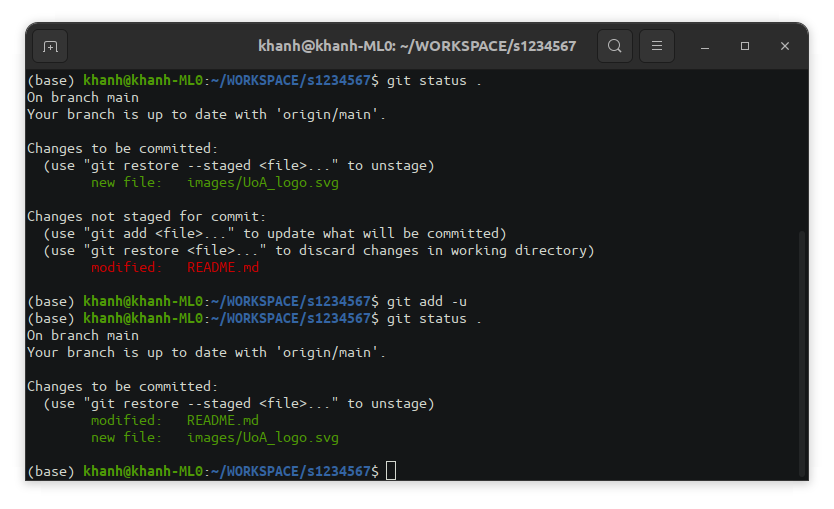 khanh@khanh-ML0: ~/WORKSPACE/s1234567
(base) khanh@khanh-ML0:~/WORKSPACE/s1234567$ git status .
On branch main
Your branch is up to date with 'origin/main'.
Changes to be committed:
  (use "git restore --staged <file>..." to unstage)
        new file:   images/UoA_logo.svg
Changes not staged for commit:
  (use "git add <file>..." to update what will be committed)
  (use "git restore <file>..." to discard changes in working directory)
        modified:   README.md
(base) khanh@khanh-ML0:~/WORKSPACE/s1234567$ git add -u
(base) khanh@khanh-ML0:~/WORKSPACE/s1234567$ git status .
On branch main
Your branch is up to date with 'origin/main'.
Changes to be committed:
  (use "git restore --staged <file>..." to unstage)
        modified:   README.md
        new file:   images/UoA_logo.svg
(base) khanh@khanh-ML0:~/WORKSPACE/s1234567$